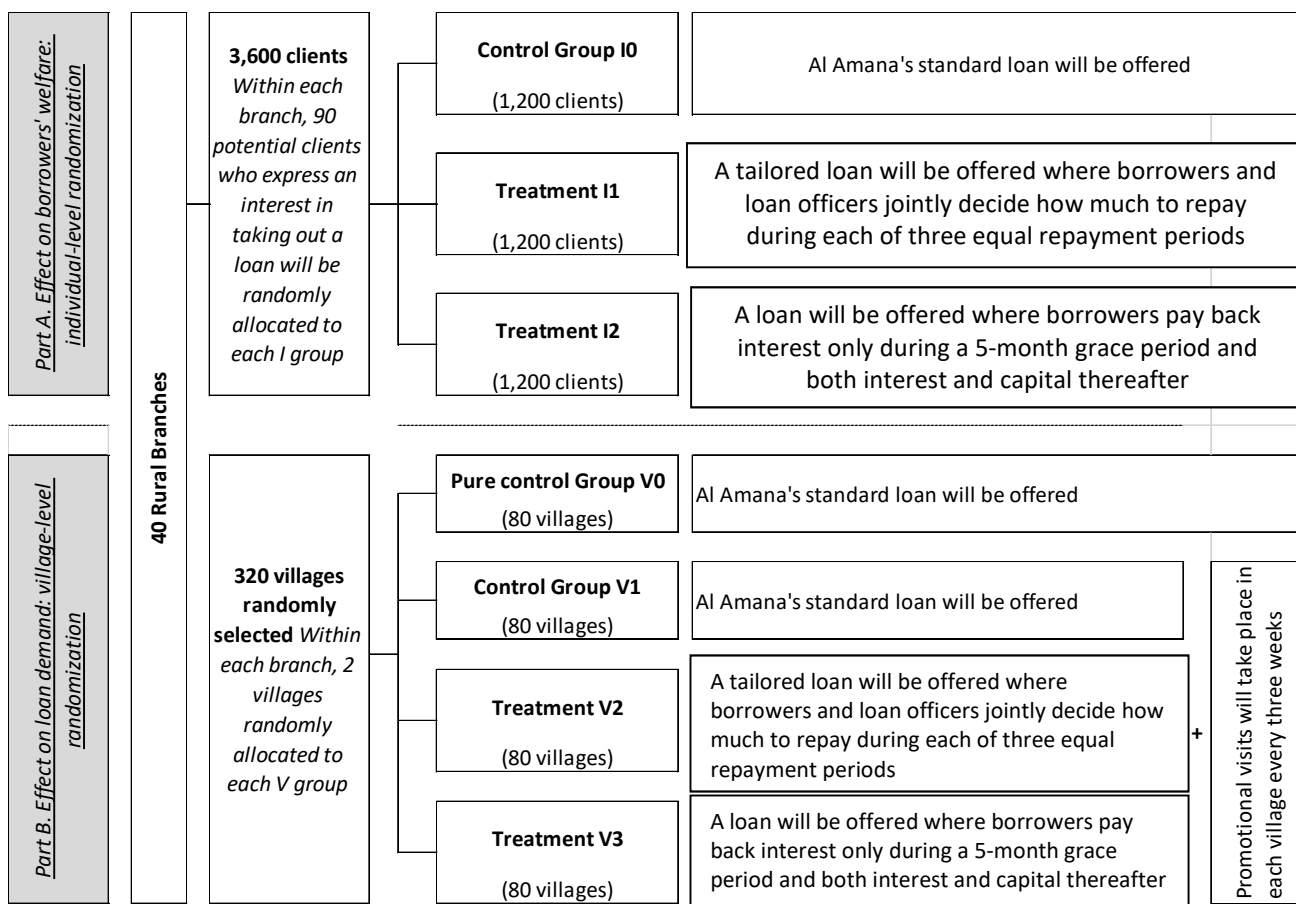 Part A. Effect on borrowers' welfare:
individual-level randomization
40 Rural Branches
3,600 clients
Within each
branch, 90
potential clients
who express an
interest in
taking out a
loan will be
randomly
allocated to
each I group
Control Group I0
(1,200 clients)
Al Amana's standard loan will be offered
Treatment I1
(1,200 clients)
A tailored loan will be offered where borrowers and
loan officers jointly decide how much to repay
during each of three equal repayment periods
Treatment I2
(1,200 clients)
A loan will be offered where borrowers pay back
interest only during a 5-month grace period and
both interest and capital thereafter
Part B. Effect on loan demand: village-level
randomization
320 villages
randomly
selected Within
each branch, 2
villages
randomly
allocated to
each V group
Pure control Group V0
(80 villages)
Al Amana's standard loan will be offered
Control Group V1
(80 villages)
Al Amana's standard loan will be offered
Treatment V2
(80 villages)
A tailored loan will be offered where
borrowers and loan officers jointly decide how
much to repay during each of three equal
repayment periods
Treatment V3
(80 villages)
A loan will be offered where borrowers pay
back interest only during a 5-month grace
period and both interest and capital thereafter
+
Promotional visits will take place in
each village every three weeks